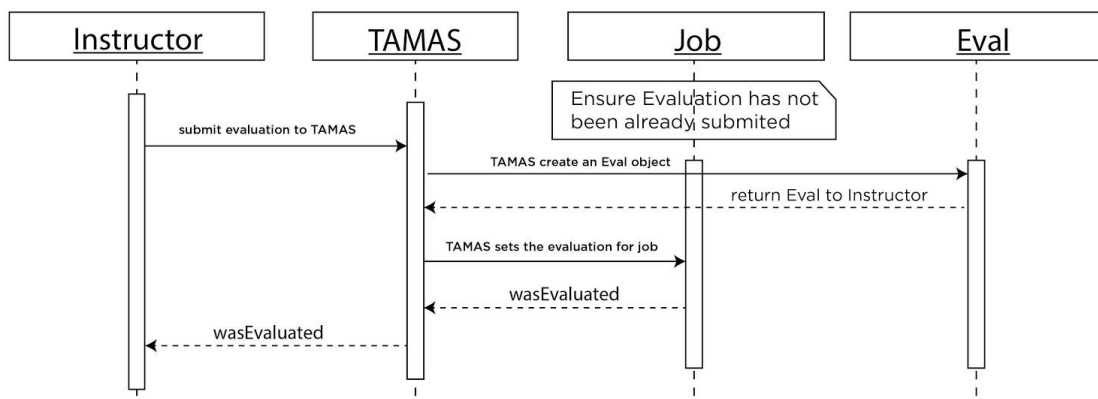 Instructor
TAMAS
Job
Eval
Ensure Evaluation has not
been already submited
submit evaluation to TAMAS
TAMAS create an Eval object
return Eval to Instructor
TAMAS sets the evaluation for job
wasEvaluated
wasEvaluated